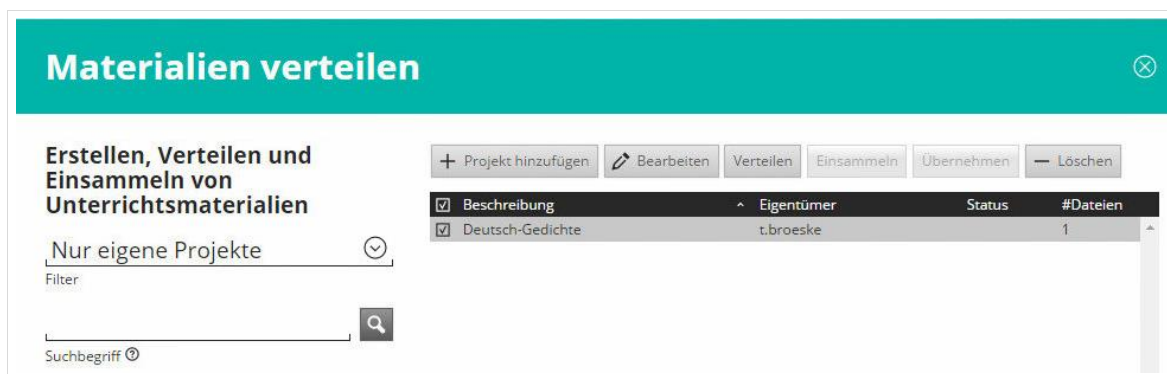 Materialien verteilen
Erstellen, Verteilen und
Einsammeln von
Unterrichtsmaterialien
Nur eigene Projekte
Filter
Suchbegriff
Projekt hinzufügen Bearbeiten Verteilen Einsammeln Übernehmen Löschen
Beschreibung Eigentümer Status #Dateien
Deutsch-Gedichte t.broeske 1